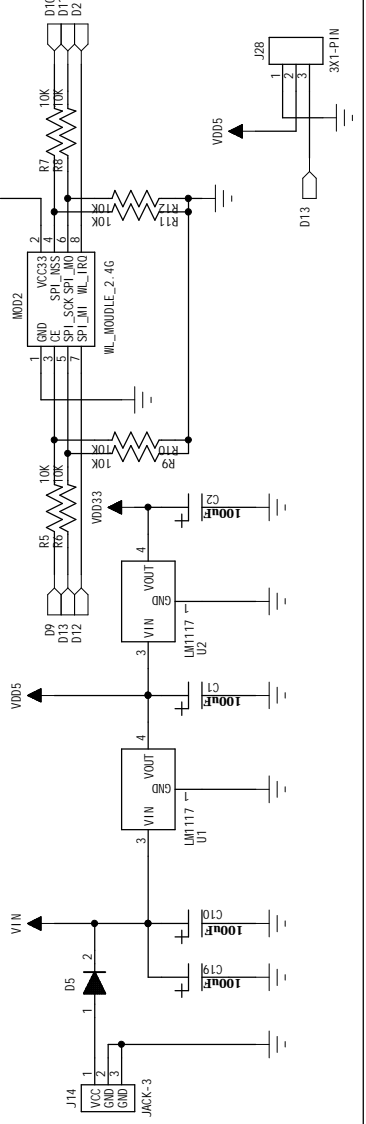 J14
VCC
GND
GND
1
2
3
JACK-3
D5
1
2
VIN
C19
100uF
C10
100uF
3
VIN
VOUT
4
GND
1
LM1117
U1
VDD5
C1
100uF
3
VIN
VOUT
4
GND
1
LM1117
U2
VDD33
C2
100uF
D9
D13
D12
R5
10K
R6
10K
10K
R10
10K
R9
MOD2
1
GND
VCC33
2
3
CE
SPI_NSS
4
5
SPI_SCK
SPI_MO
6
7
SPI_MI
WL_IRQ
8
WL_MOUDLE_2.4G
R7
10K
R8
10K
10K
R12
10K
R11
D10
D11
D2
J28
1
2
3
3X1-PIN
VDD5
D13